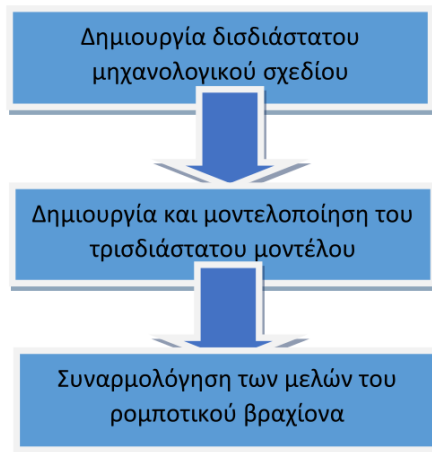 Δημιουργία δισδιάστατου
μηχανολογικού σχεδίου
Δημιουργία και μοντελοποίηση του
τρισδιάστατου μοντέλου
Συναρμολόγηση των μελών του
ρομποτικού βραχίονα